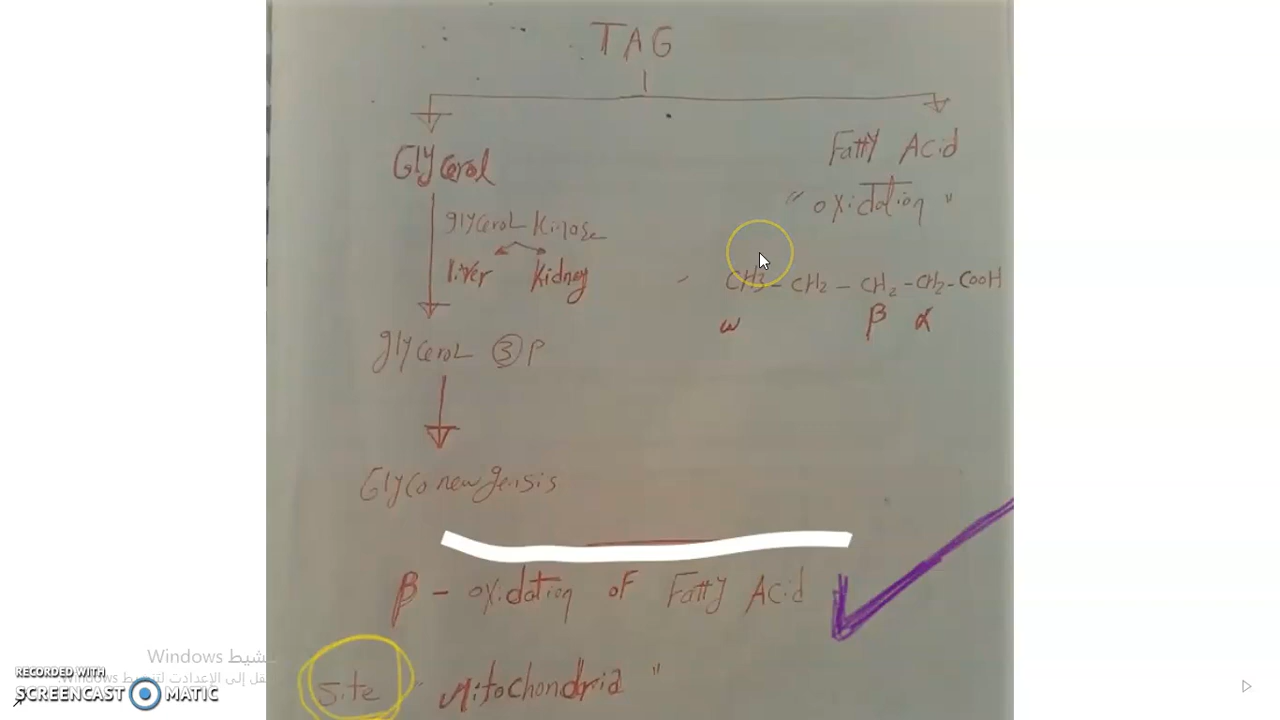 TAG
Glycerol
Fatty Acid
" oxidation "
glycerol Kinase
liver Kidney
CH3 - CH2 - CH2 - CH2 - COOH
ω β α
glycerol ③ P
Glyconewgensis
β - oxidation of Fatty Acid
Site " Mitochondria "
Windows
RECORDED WITH
SCREENCAST MATIC